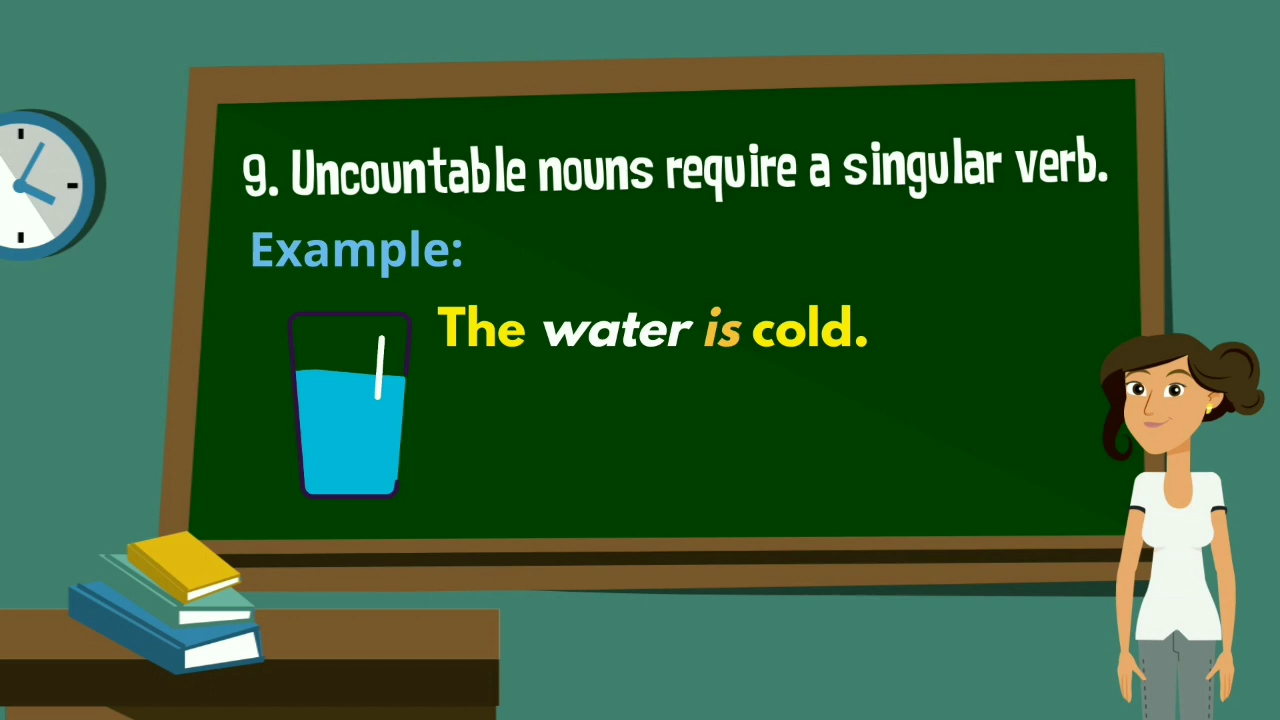 9. Uncountable nouns require a singular verb.
Example:
The water is cold.